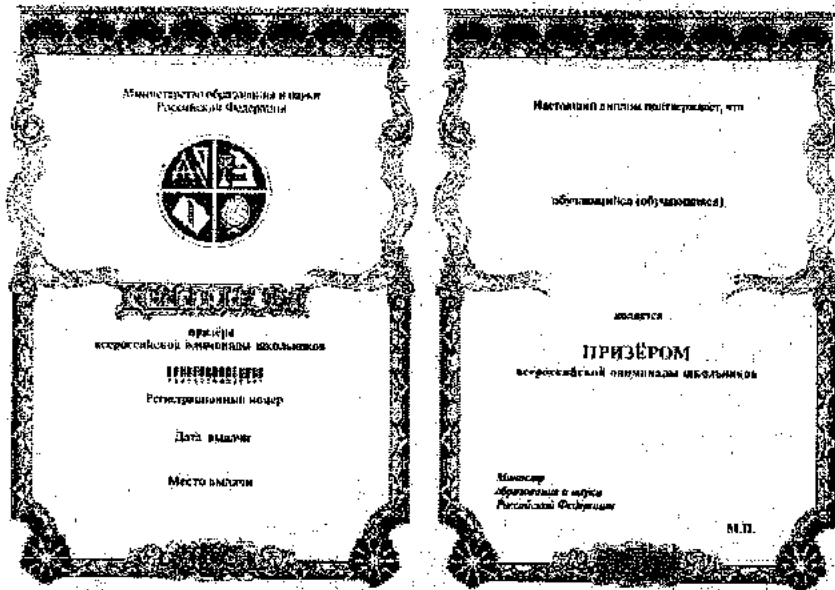 Министерство образования и науки
Российской Федерации
призёра
всероссийской олимпиады школьников
Регистрационный номер
Дата выдачи
Место выдачи
Настоящий диплом подтверждает, что
обучающийся (обучающаяся)
является
ПРИЗЁРОМ
всероссийской олимпиады школьников
Министр
образования и науки
Российской Федерации
М.П.